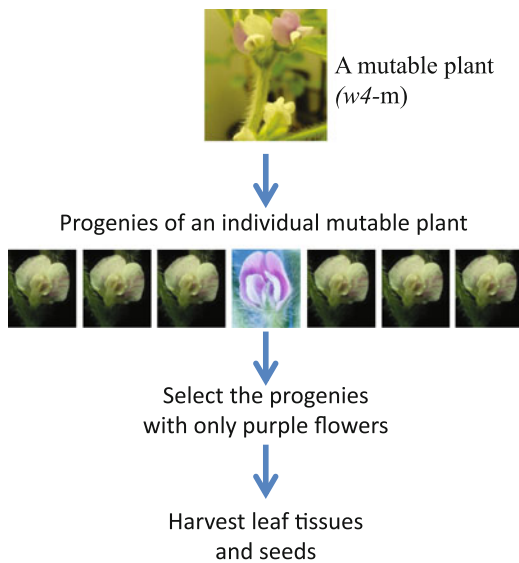 A mutable plant
(w4-m)
Progenies of an individual mutable plant
Select the progenies
with only purple flowers
Harvest leaf tissues
and seeds